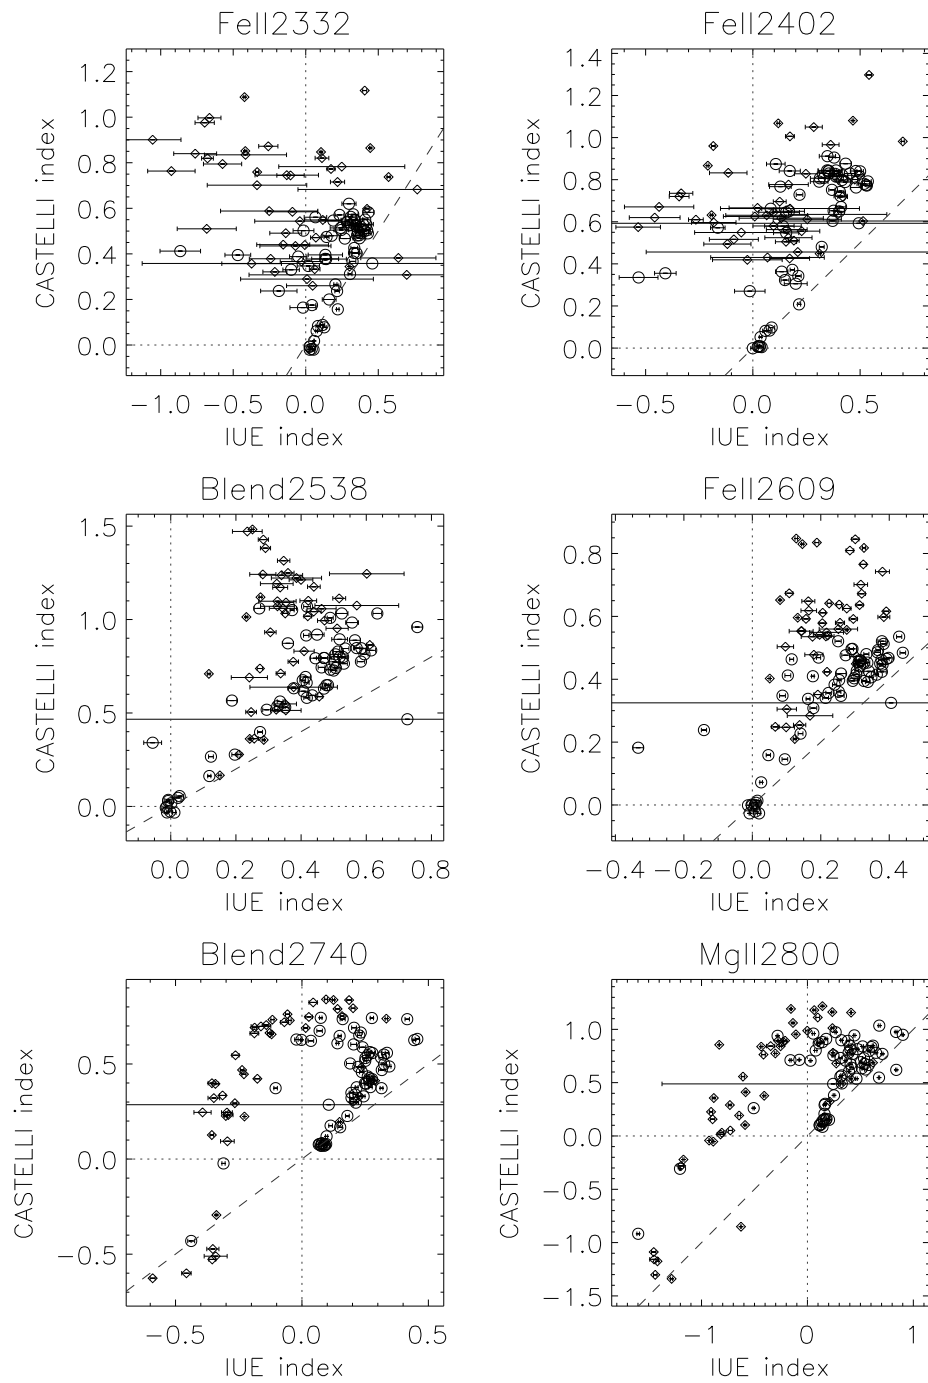 FeII2332
FeII2402
CASTELLI index
1.2
1.0
0.8
0.6
0.4
0.2
0.0
−1.0 −0.5 0.0 0.5
IUE index
CASTELLI index
1.4
1.2
1.0
0.8
0.6
0.4
0.2
0.0
−0.5 0.0 0.5
IUE index
Blend2538
FeII2609
CASTELLI index
1.5
1.0
0.5
0.0
0.0 0.2 0.4 0.6 0.8
IUE index
CASTELLI index
0.8
0.6
0.4
0.2
0.0
−0.4 −0.2 0.0 0.2 0.4
IUE index
Blend2740
MgII2800
CASTELLI index
0.5
0.0
−0.5
−0.5 0.0 0.5
IUE index
CASTELLI index
1.0
0.5
0.0
−0.5
−1.0
−1.5
−1 0 1
IUE index